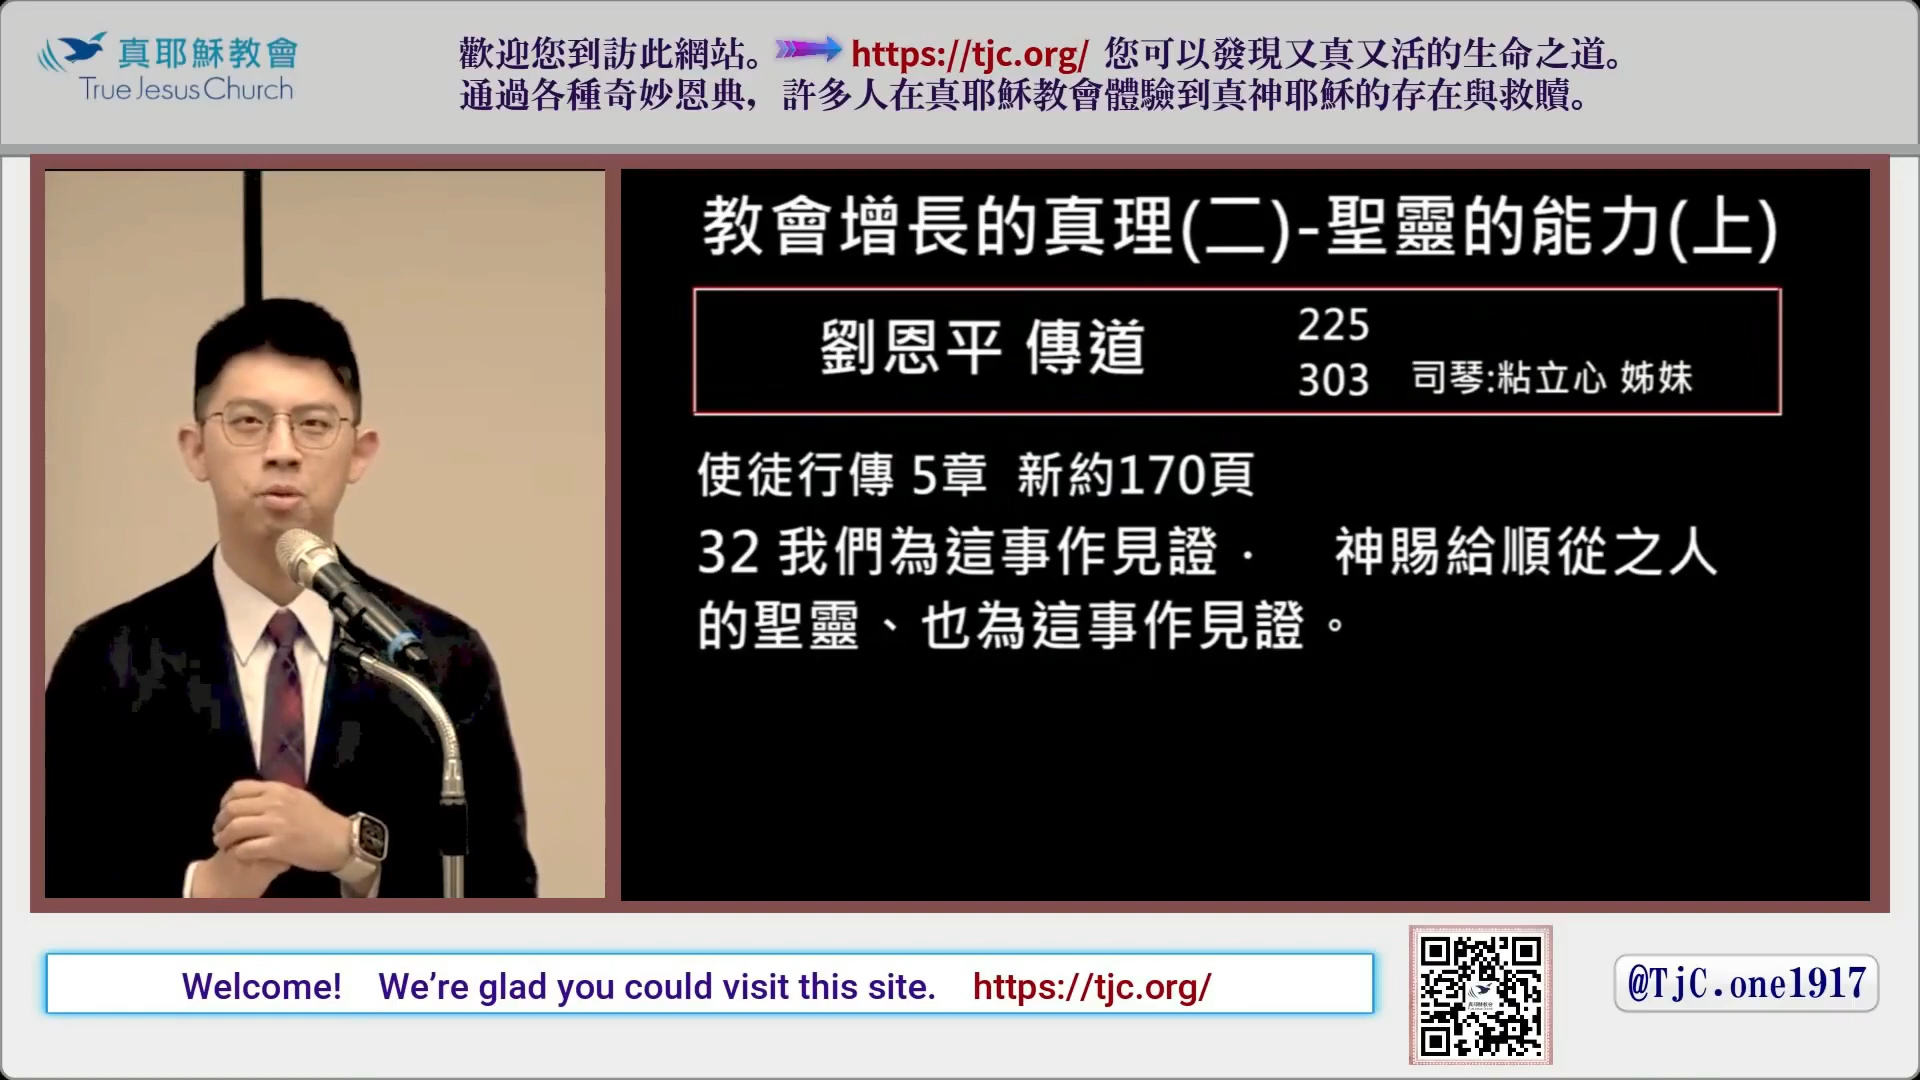 真耶穌教會
True Jesus Church
歡迎您到訪此網站。 https://tjc.org/ 您可以發現又真又活的生命之道。
通過各種奇妙恩典，許多人在真耶穌教會體驗到真神耶穌的存在與救贖。
教會增長的真理(二)-聖靈的能力(上)
劉恩平 傳道
225
303 司琴:粘立心 姊妹
使徒行傳 5章 新約170頁
32 我們為這事作見證． 神賜給順從之人
的聖靈、也為這事作見證。
Welcome! We’re glad you could visit this site. https://tjc.org/
@TjC.one1917